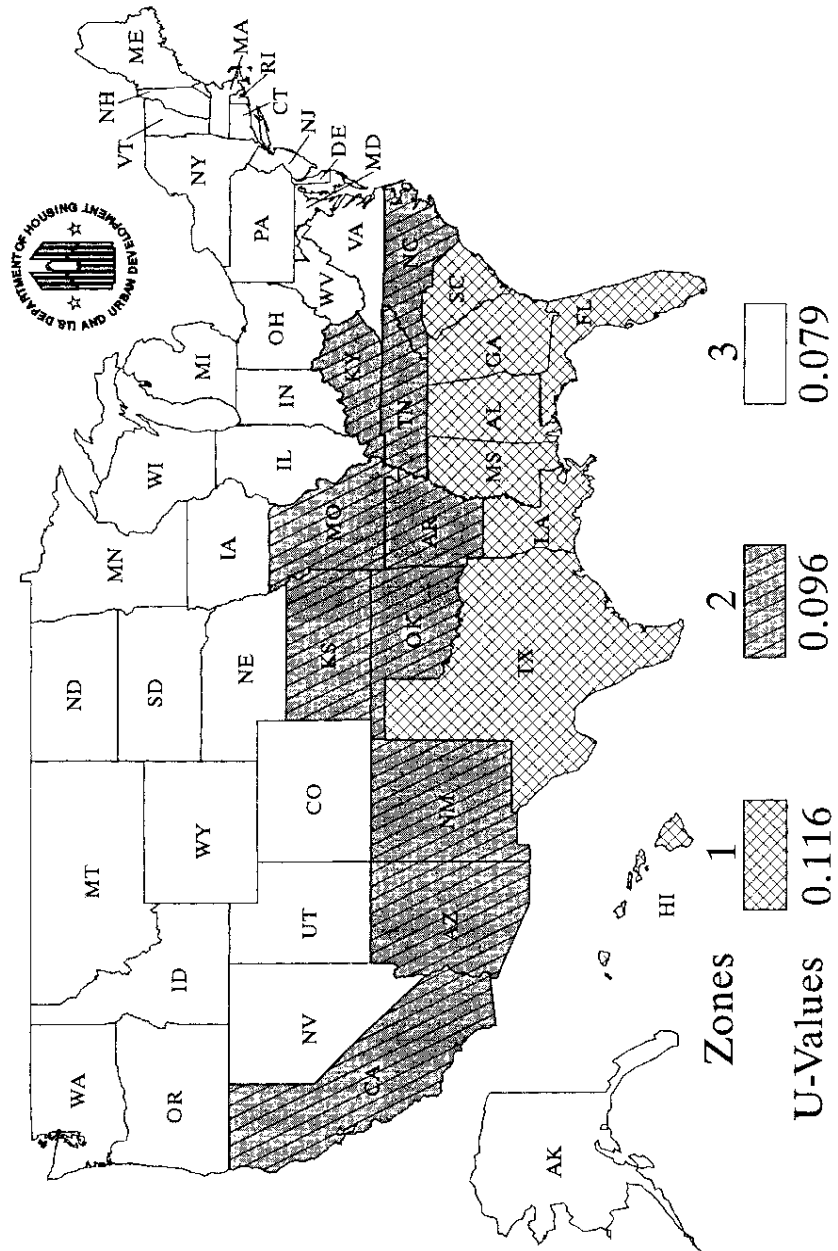 U.S. DEPARTMENT OF HOUSING
AND URBAN DEVELOPMENT
WA
OR
CA
ID
NV
MT
WY
UT
AZ
CO
NM
ND
SD
NE
KS
OK
TX
MN
IA
MO
AR
LA
WI
IL
MI
IN
OH
KY
TN
MS
AL
GA
FL
SC
NC
VA
WV
PA
NY
VT
NH
ME
MA
RI
CT
NJ
DE
MD
AK
HI
Zones 1 2 3
U-Values 0.116 0.096 0.079